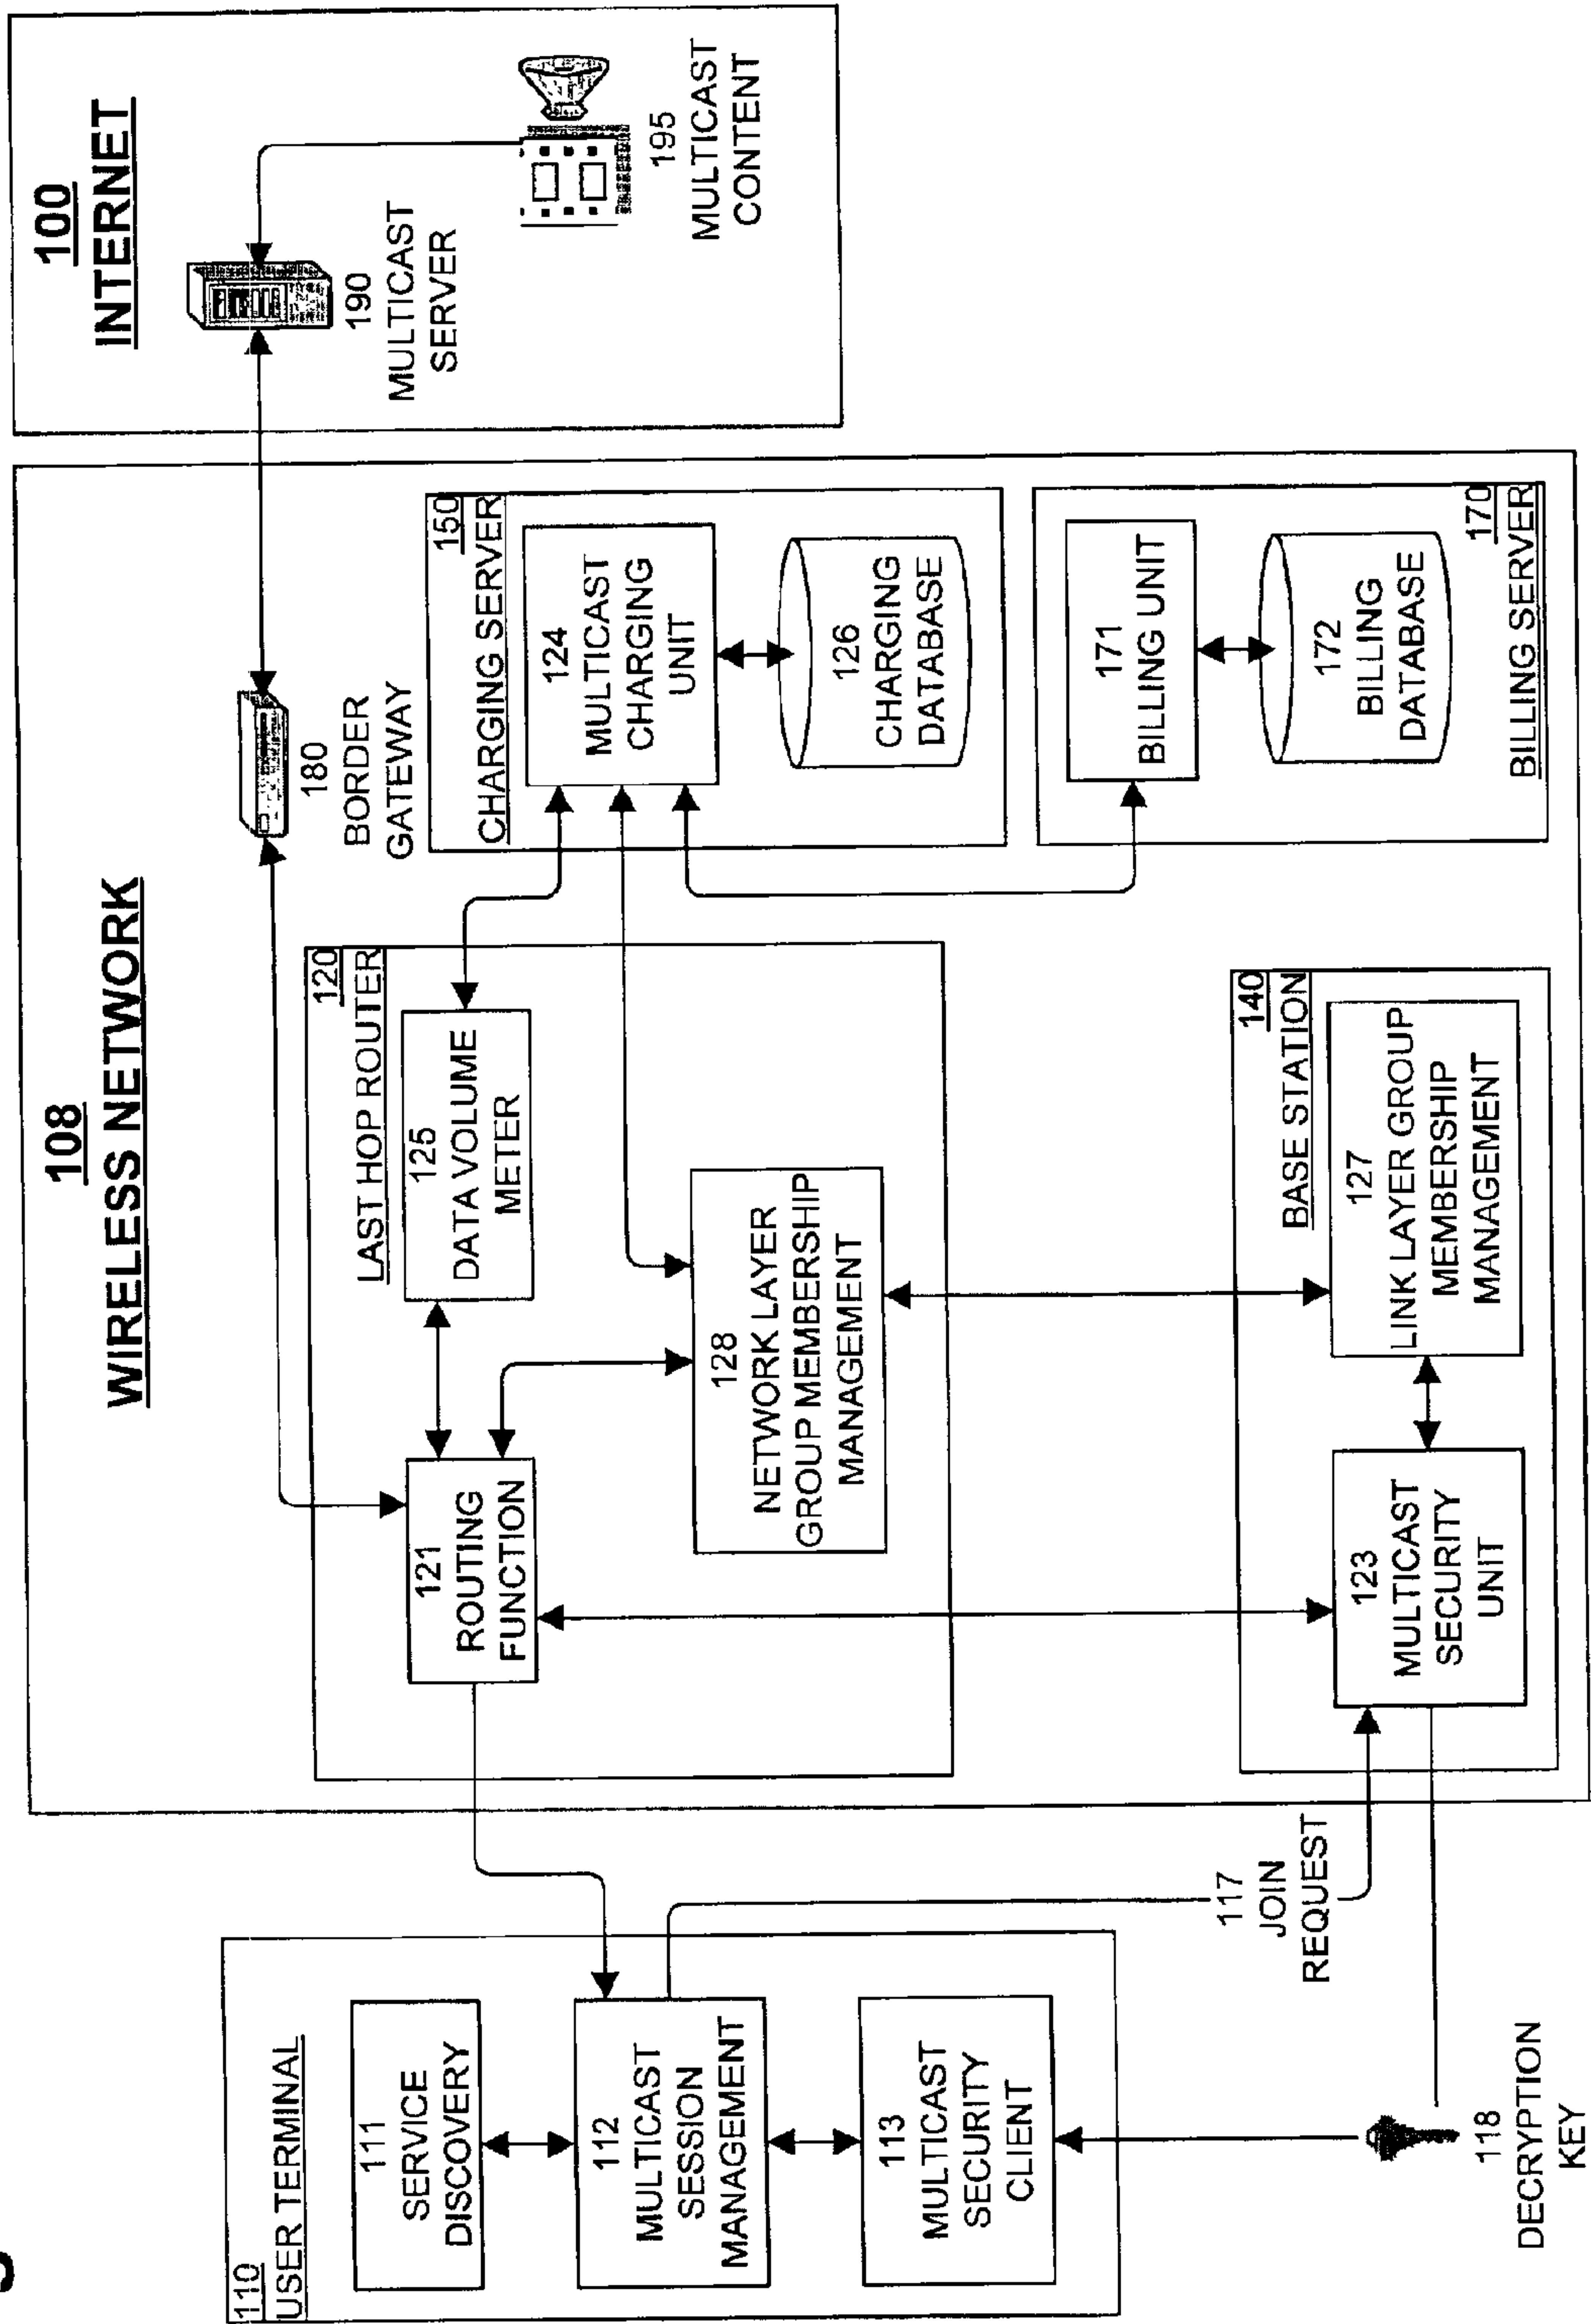 110
USER TERMINAL
111
SERVICE
DISCOVERY
112
MULTICAST
SESSION
MANAGEMENT
113
MULTICAST
SECURITY
CLIENT
118
DECRYPTION
KEY
117
JOIN
REQUEST
108
WIRELESS NETWORK
120
LAST HOP ROUTER
121
ROUTING
FUNCTION
125
DATA VOLUME
METER
128
NETWORK LAYER
GROUP MEMBERSHIP
MANAGEMENT
140
BASE STATION
123
MULTICAST
SECURITY
UNIT
127
LINK LAYER GROUP
MEMBERSHIP
MANAGEMENT
180
BORDER
GATEWAY
150
CHARGING SERVER
124
MULTICAST
CHARGING
UNIT
126
CHARGING
DATABASE
171
BILLING UNIT
172
BILLING
DATABASE
170
BILLING SERVER
100
INTERNET
190
MULTICAST
SERVER
195
MULTICAST
CONTENT